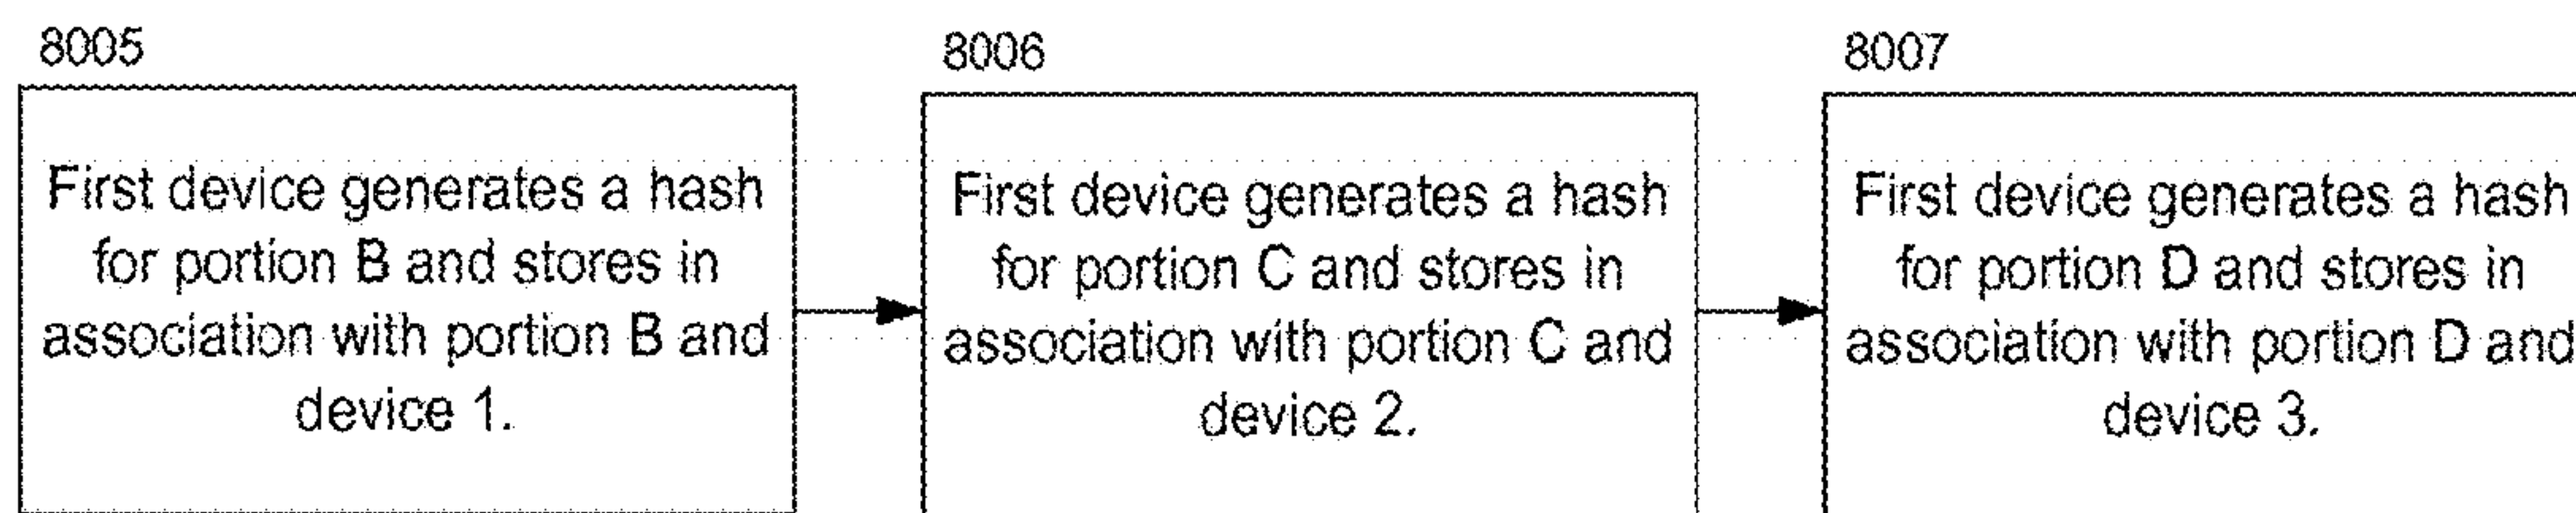 8005
First device generates a hash
for portion B and stores in
association with portion B and
device 1.
8006
First device generates a hash
for portion C and stores in
association with portion C and
device 2.
8007
First device generates a hash
for portion D and stores in
association with portion D and
device 3.